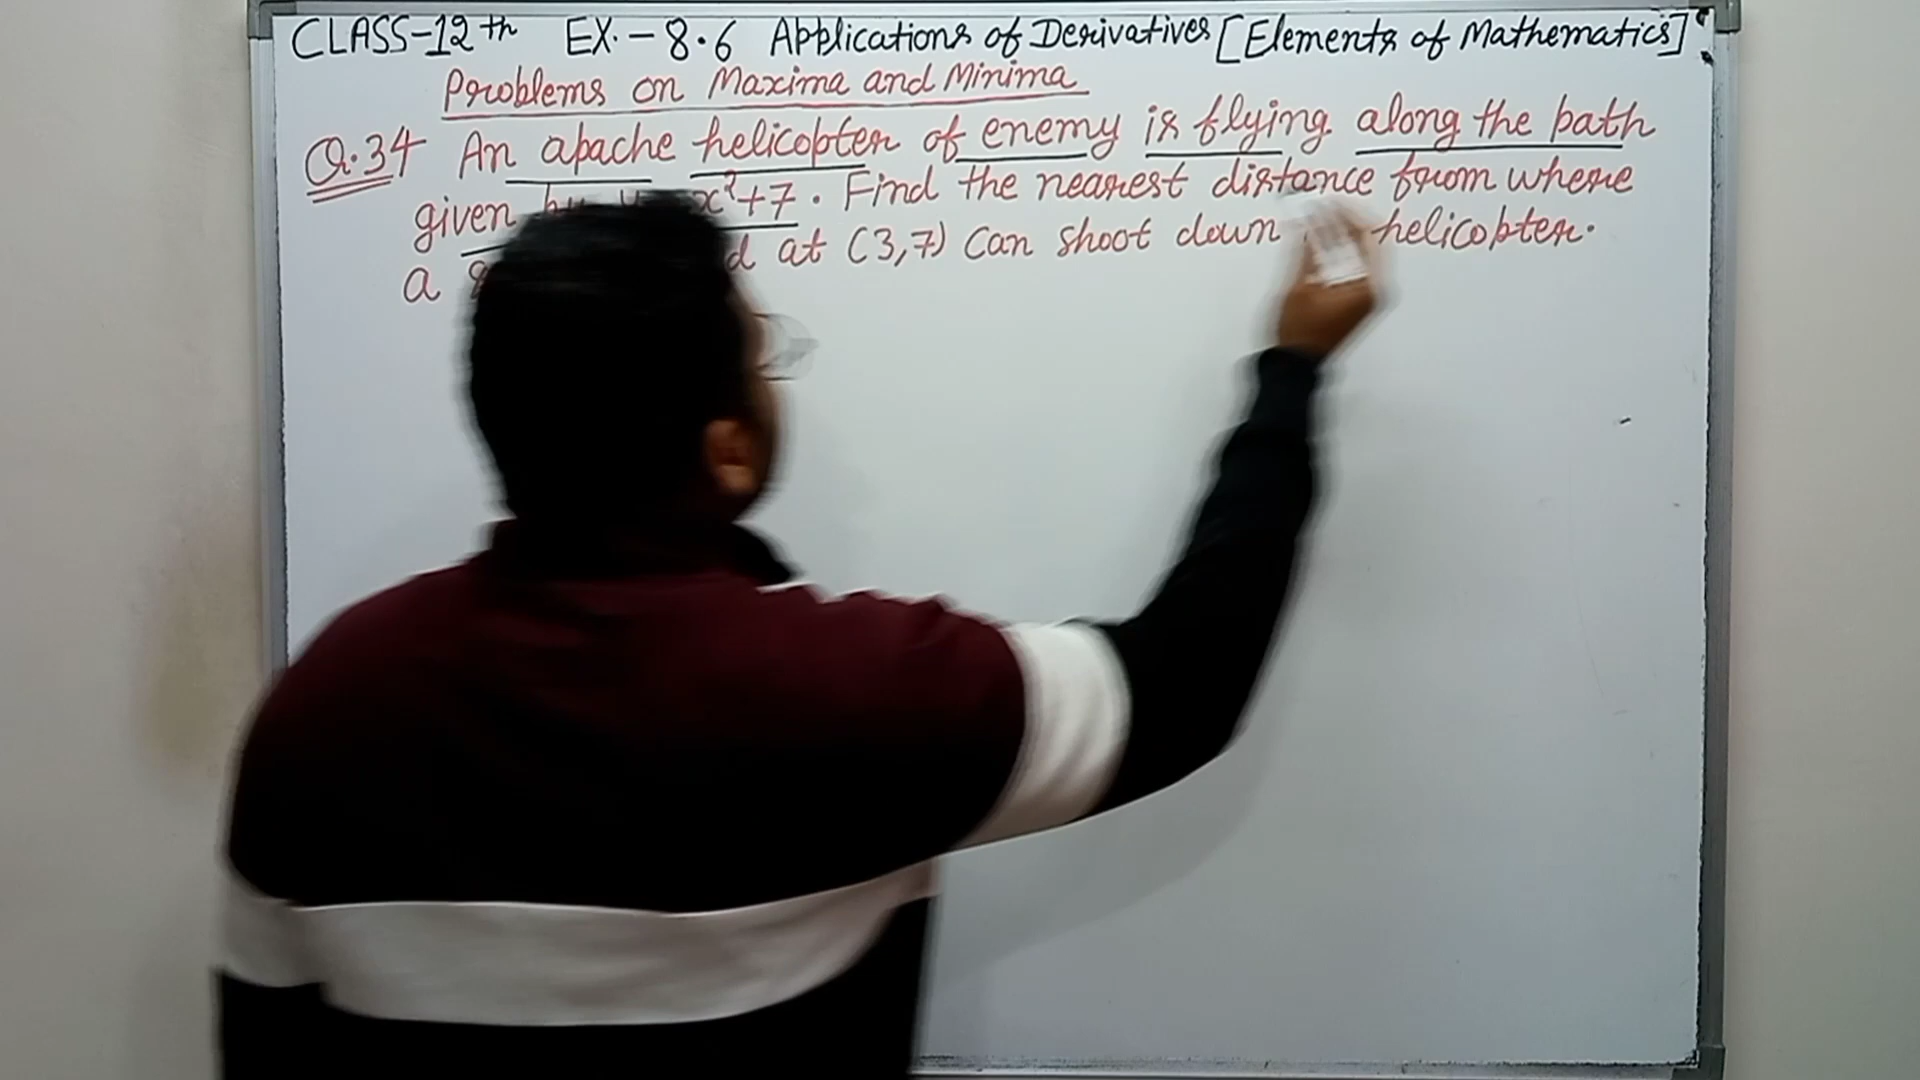 CLASS-12th EX.-8.6 Applications of Derivatives [Elements of Mathematics]
Problems on Maxima and Minima
Q.34 An apache helicopter of enemy is flying along the path
given by x²+7. Find the nearest distance from where
a at (3,7) can shoot down helicopter.